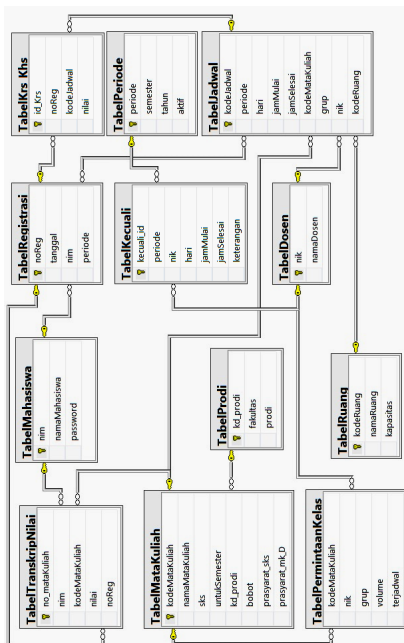 TabelKrs_Khs
id_Krs
noReg
kodeJadwal
nilai
TabelPeriode
periode
semester
tahun
aktif
TabelJadwal
kodeJadwal
periode
hari
jamMulai
jamSelesai
kodeMataKuliah
grup
nik
kodeRuang
TabelRegistrasi
noReg
tanggal
nim
periode
TabelKecuali
kecuali_id
periode
nik
hari
jamMulai
jamSelesai
keterangan
TabelDosen
nik
namaDosen
TabelMahasiswa
nim
namaMahasiswa
password
TabelProdi
kd_prodi
fakultas
prodi
TabelRuang
kodeRuang
namaRuang
kapasitas
TabelTranskripNilai
no_mataKuliah
nim
kodeMataKuliah
nilai
noReg
TabelMataKuliah
kodeMataKuliah
namaMataKuliah
sks
untukSemester
kd_prodi
bobot
prasyarat_sks
prasyarat_mk_D
TabelPermintaanKelas
kodeMataKuliah
nik
grup
volume
terjadwal